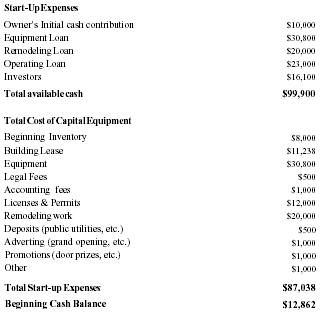 Start-Up Expenses
Owner's Initial cash contribution $10,000
Equipment Loan $30,800
Remodeling Loan $20,000
Operating Loan $23,000
Investors $16,100
Total available cash $99,900
Total Cost of Capital Equipment
Beginning Inventory $8,000
Building Lease $11,238
Equipment $30,800
Legal Fees $500
Accounting fees $1,000
Licenses & Permits $12,000
Remodeling work $20,000
Deposits (public utilities, etc.) $500
Adverting (grand opening, etc.) $1,000
Promotions (door prizes, etc.) $1,000
Other $1,000
Total Start-up Expenses $87,038
Beginning Cash Balance $12,862